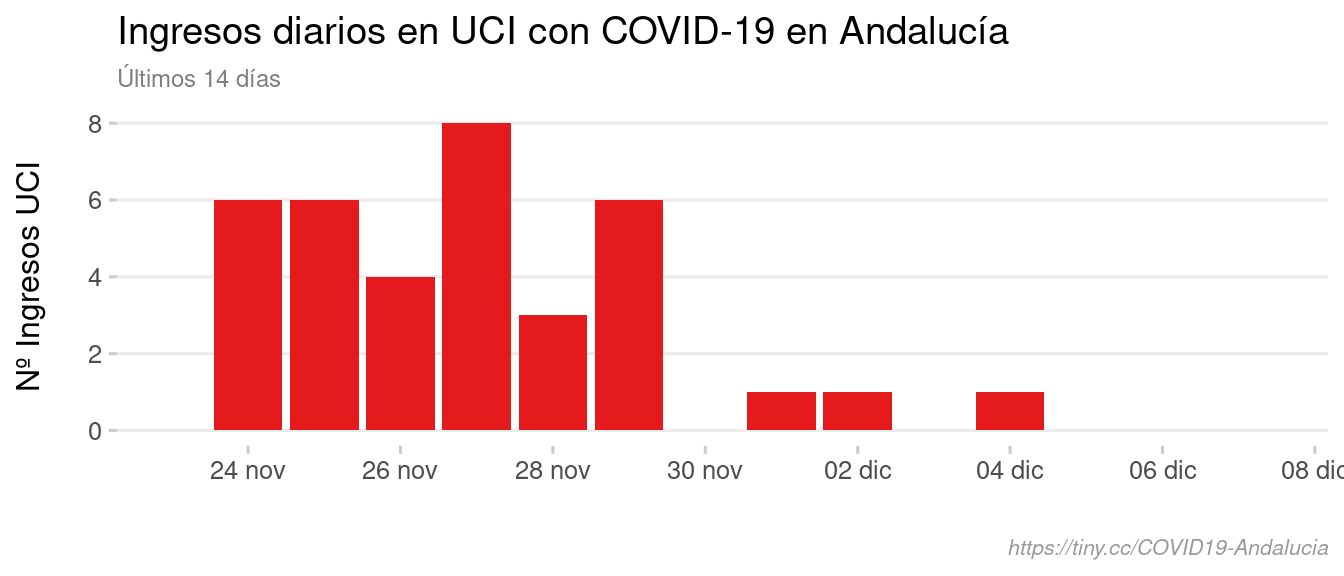 Ingresos diarios en UCI con COVID-19 en Andalucía
Últimos 14 días
Nº Ingresos UCI
8
6
4
2
0
24 nov 26 nov 28 nov 30 nov 02 dic 04 dic 06 dic 08 dic
https://tiny.cc/COVID19-Andalucia